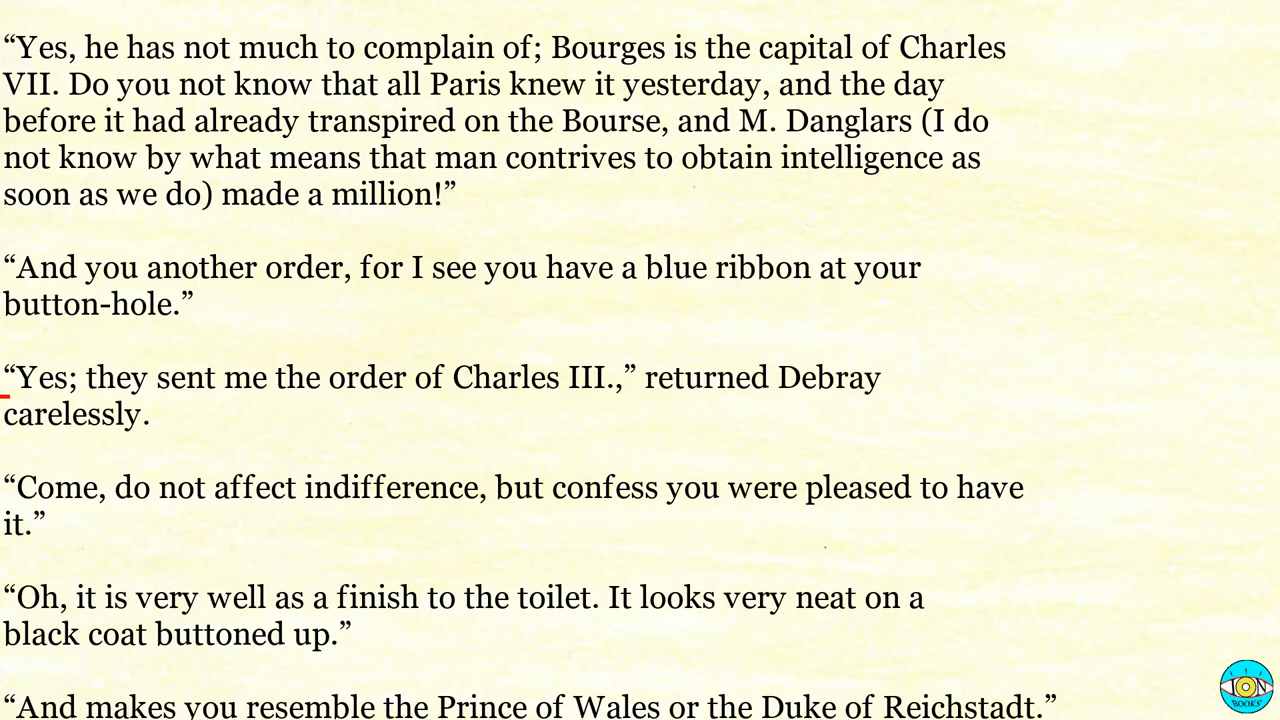 “Yes, he has not much to complain of; Bourges is the capital of Charles
VII. Do you not know that all Paris knew it yesterday, and the day
before it had already transpired on the Bourse, and M. Danglars (I do
not know by what means that man contrives to obtain intelligence as
soon as we do) made a million!”
“And you another order, for I see you have a blue ribbon at your
button-hole.”
“Yes; they sent me the order of Charles III.,” returned Debray
carelessly.
“Come, do not affect indifference, but confess you were pleased to have
it.”
“Oh, it is very well as a finish to the toilet. It looks very neat on a
black coat buttoned up.”
“And makes you resemble the Prince of Wales or the Duke of Reichstadt.”
ION
BOOKS